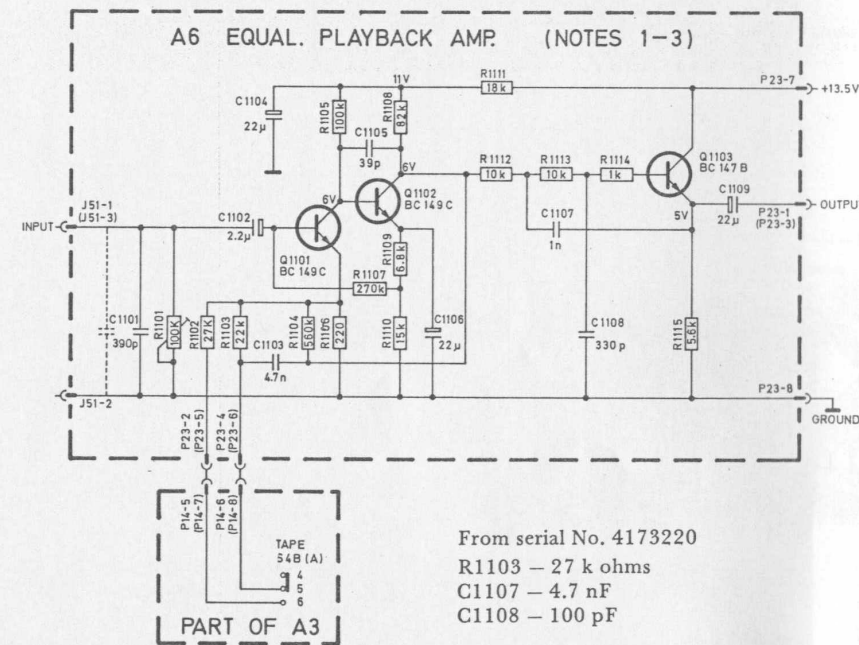 A6 EQUAL. PLAYBACK AMP. (NOTES 1-3)
P23-7
+13.5V
11V
R1111
18k
C1104
22µ
R1105
100k
R1108
82k
C1105
39p
6V
6V
Q1102
BC 149C
R1112
10k
R1113
10k
R1114
1k
Q1103
BC 147 B
C1109
22µ
5V
P23-1
(P23-3)
OUTPUT
J51-1
(J51-3)
INPUT
C1102
2.2µ
Q1101
BC 149C
R1109
6.8k
R1107
270k
C1107
1n
C1101
390p
R1101
100K
R1102
27K
R1103
22k
C1103
4.7n
R1104
560k
R1106
220
R1110
15k
C1106
22µ
C1108
330p
R1115
5.6k
J51-2
P23-8
GROUND
P23-2
(P23-5)
P23-4
(P23-6)
P14-5
(P14-7)
P14-6
(P14-8)
TAPE
S4B (A)
4
5
6
PART OF A3
From serial No. 4173220
R1103 – 27 k ohms
C1107 – 4.7 nF
C1108 – 100 pF